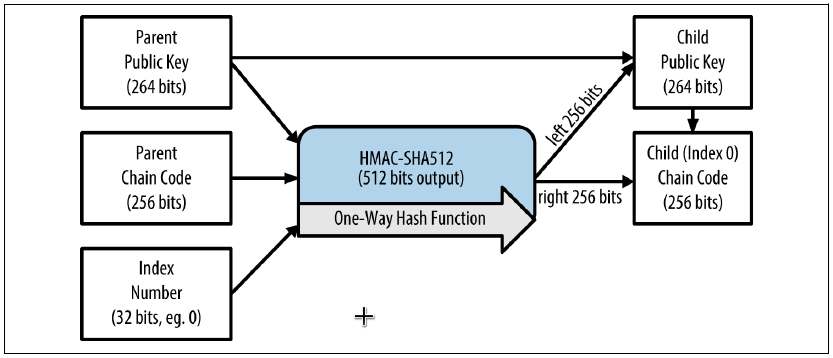 Parent
Public Key
(264 bits)
Parent
Chain Code
(256 bits)
Index
Number
(32 bits, eg. 0)
HMAC-SHA512
(512 bits output)
One-Way Hash Function
left 256 bits
right 256 bits
Child
Public Key
(264 bits)
Child (Index 0)
Chain Code
(256 bits)